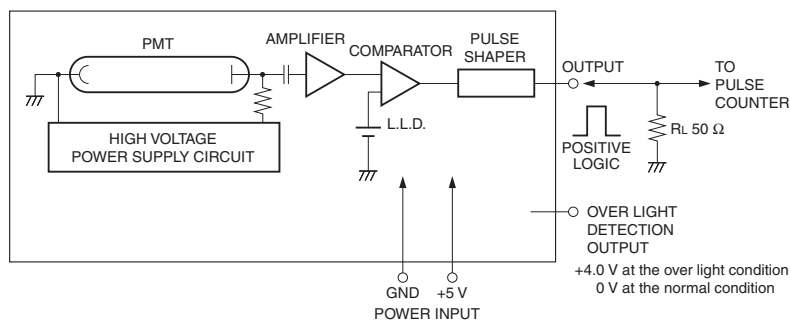 PMT
AMPLIFIER
COMPARATOR
PULSE
SHAPER
OUTPUT
TO
PULSE
COUNTER
HIGH VOLTAGE
POWER SUPPLY CIRCUIT
L.L.D.
POSITIVE
LOGIC
RL 50 Ω
OVER LIGHT
DETECTION
OUTPUT
+4.0 V at the over light condition
0 V at the normal condition
GND
+5 V
POWER INPUT